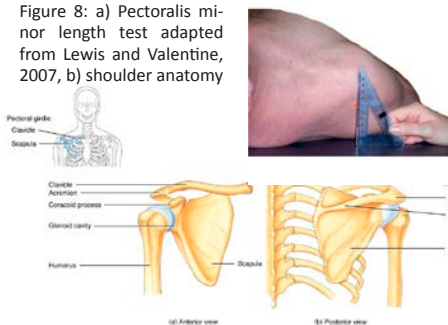 Figure 8: a) Pectoralis mi-
nor length test adapted
from Lewis and Valentine,
2007, b) shoulder anatomy
Pectoral girdle
Clavicle
Scapula
Clavicle
Acromion
Coracoid process
Glenoid cavity
Humerus
Scapula
(a) Anterior view
(b) Posterior view